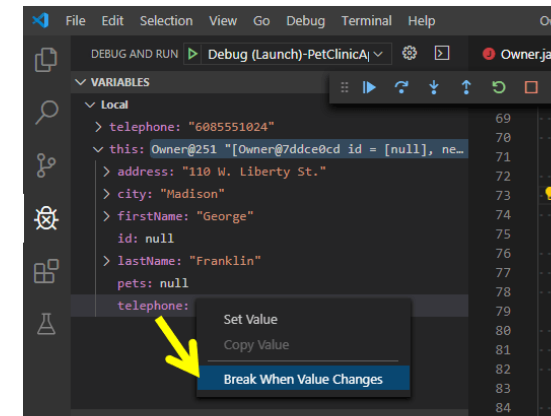 File Edit Selection View Go Debug Terminal Help
DEBUG AND RUN Debug (Launch)-PetClinicA
Owner.ja
VARIABLES
Local
telephone: "6085551024"
this: Owner@251 "[Owner@7ddce0cd id = [null], ne…
address: "110 W. Liberty St."
city: "Madison"
firstName: "George"
id: null
lastName: "Franklin"
pets: null
telephone:
Set Value
Copy Value
Break When Value Changes
69
70
71
72
73
74
75
76
77
78
79
80
81
82
83
84